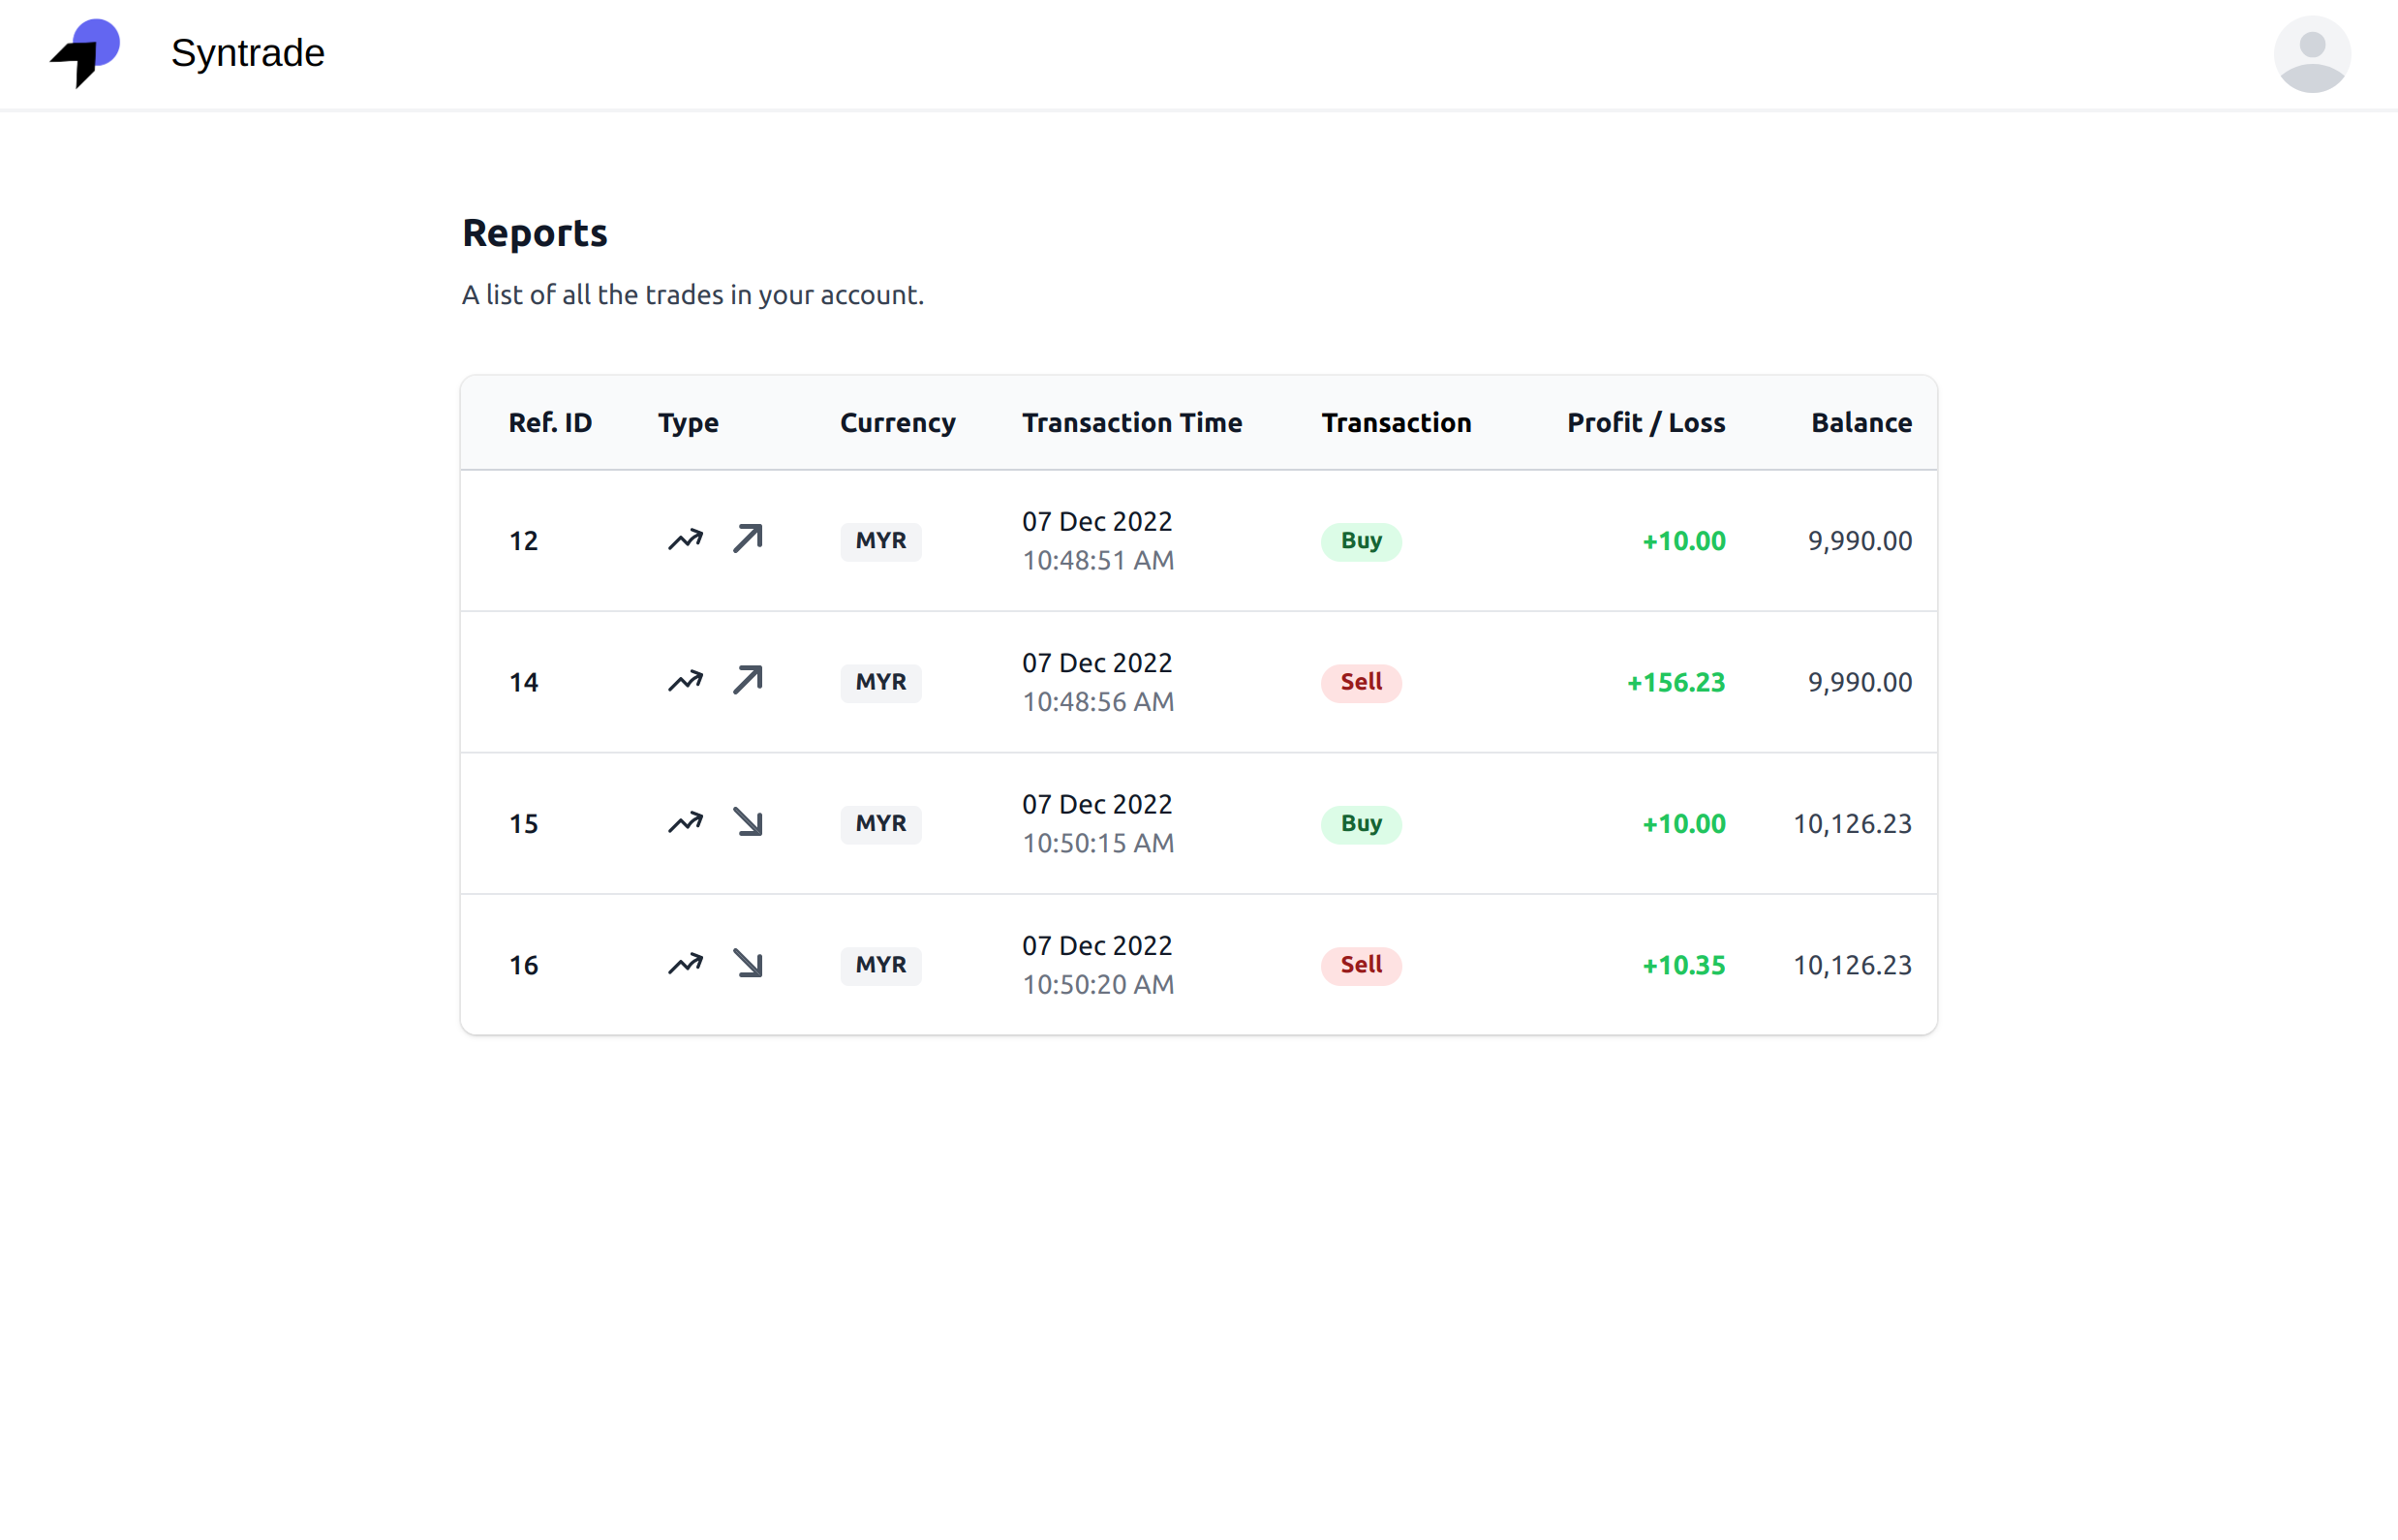 Syntrade
Reports
A list of all the trades in your account.
Ref. ID Type Currency Transaction Time Transaction Profit / Loss Balance
12 MYR 07 Dec 2022 10:48:51 AM Buy +10.00 9,990.00
14 MYR 07 Dec 2022 10:48:56 AM Sell +156.23 9,990.00
15 MYR 07 Dec 2022 10:50:15 AM Buy +10.00 10,126.23
16 MYR 07 Dec 2022 10:50:20 AM Sell +10.35 10,126.23